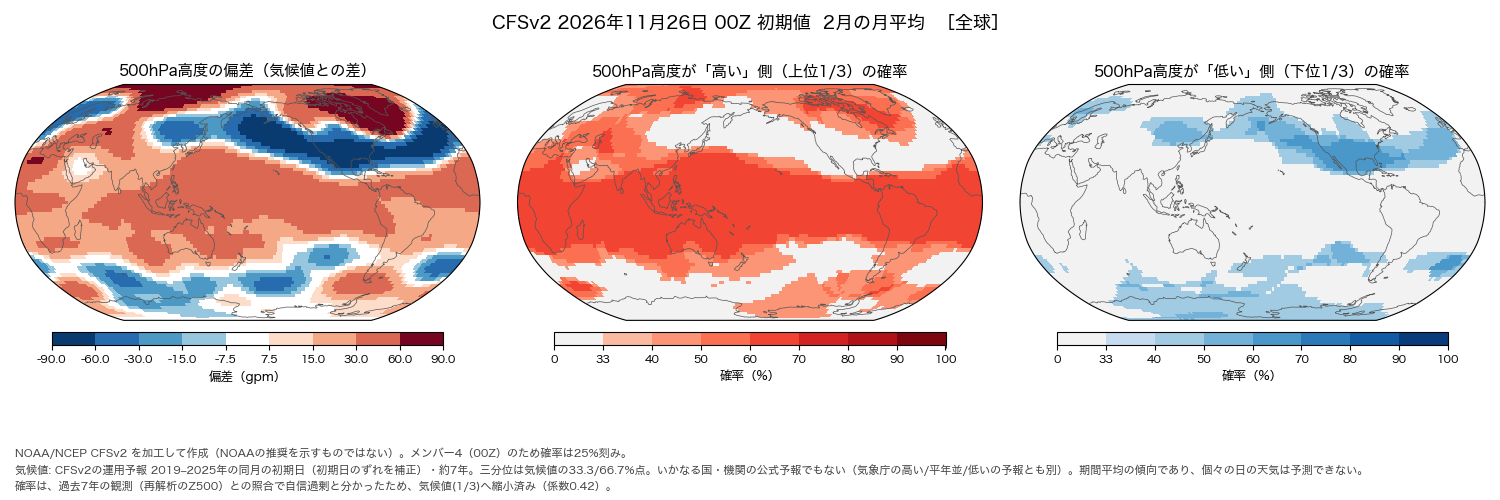 CFSv2 2026年11月26日 00Z 初期値  2月の月平均  ［全球］
500hPa高度の偏差（気候値との差）
500hPa高度が「高い」側（上位1/3）の確率
500hPa高度が「低い」側（下位1/3）の確率
-90.0 -60.0 -30.0 -15.0 -7.5 7.5 15.0 30.0 60.0 90.0
偏差（gpm）
0 33 40 50 60 70 80 90 100
確率（%）
0 33 40 50 60 70 80 90 100
確率（%）
NOAA/NCEP CFSv2 を加工して作成（NOAAの推奨を示すものではない）。メンバー4（00Z）のため確率は25%刻み。
気候値: CFSv2の運用予報 2019–2025年の同月の初期日（初期日のずれを補正）・約7年。三分位は気候値の33.3/66.7%点。いかなる国・機関の公式予報でもない（気象庁の高い/平年並/低いの予報とも別）。期間平均の傾向であり、個々の日の天気は予測できない。
確率は、過去7年の観測（再解析のZ500）との照合で自信過剰と分かったため、気候値(1/3)へ縮小済み（係数0.42）。